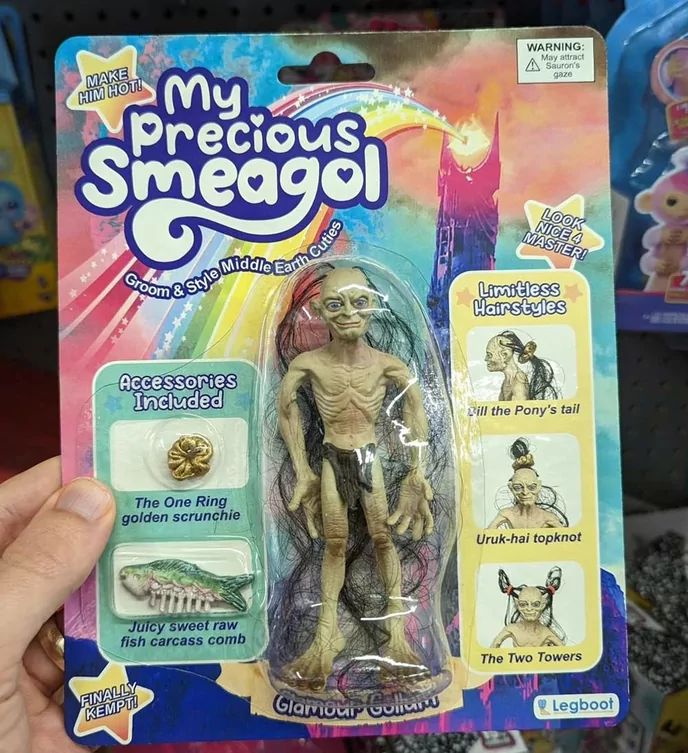 MAKE
HIM HOT!
My
Precious
Smeagol
Groom & Style Middle Earth Cuties
WARNING:
May attract
Sauron's
gaze
LOOK
NICE 4
MASTER!
Limitless
Hairstyles
Bill the Pony's tail
Uruk-hai topknot
The Two Towers
Accessories
Included
The One Ring
golden scrunchie
Juicy sweet raw
fish carcass comb
FINALLY
KEMPT!
Glamour Gollum
Legboot